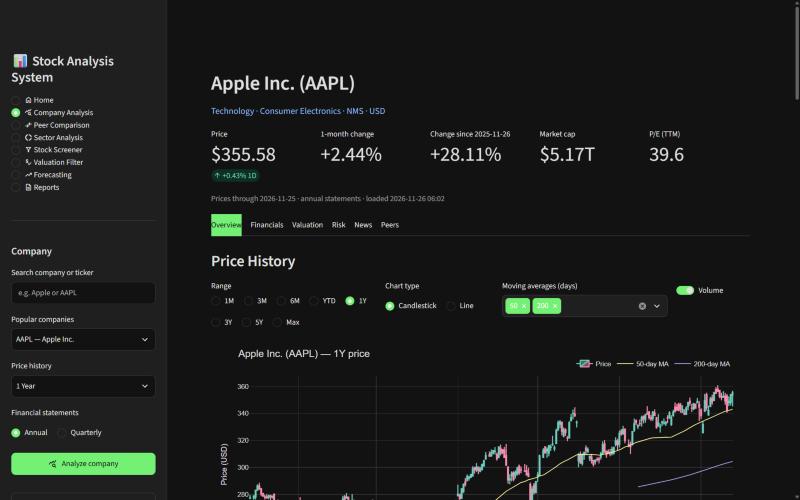 Stock Analysis
System
Home
Company Analysis
Peer Comparison
Sector Analysis
Stock Screener
Valuation Filter
Forecasting
Reports
Company
Search company or ticker
e.g. Apple or AAPL
Popular companies
AAPL — Apple Inc.
Price history
1 Year
Financial statements
Annual Quarterly
Analyze company
Apple Inc. (AAPL)
Technology · Consumer Electronics · NMS · USD
Price 1-month change Change since 2025-11-26 Market cap P/E (TTM)
$355.58 +2.44% +28.11% $5.17T 39.6
↑ +0.43% 1D
Prices through 2026-11-25 · annual statements · loaded 2026-11-26 06:02
Overview Financials Valuation Risk News Peers
Price History
Range Chart type Moving averages (days)
1M 3M 6M YTD 1Y Candlestick Line 50 × 200 × Volume
3Y 5Y Max
Apple Inc. (AAPL) — 1Y price
Price 50-day MA 200-day MA
360
340
320
300
280
Price (USD)